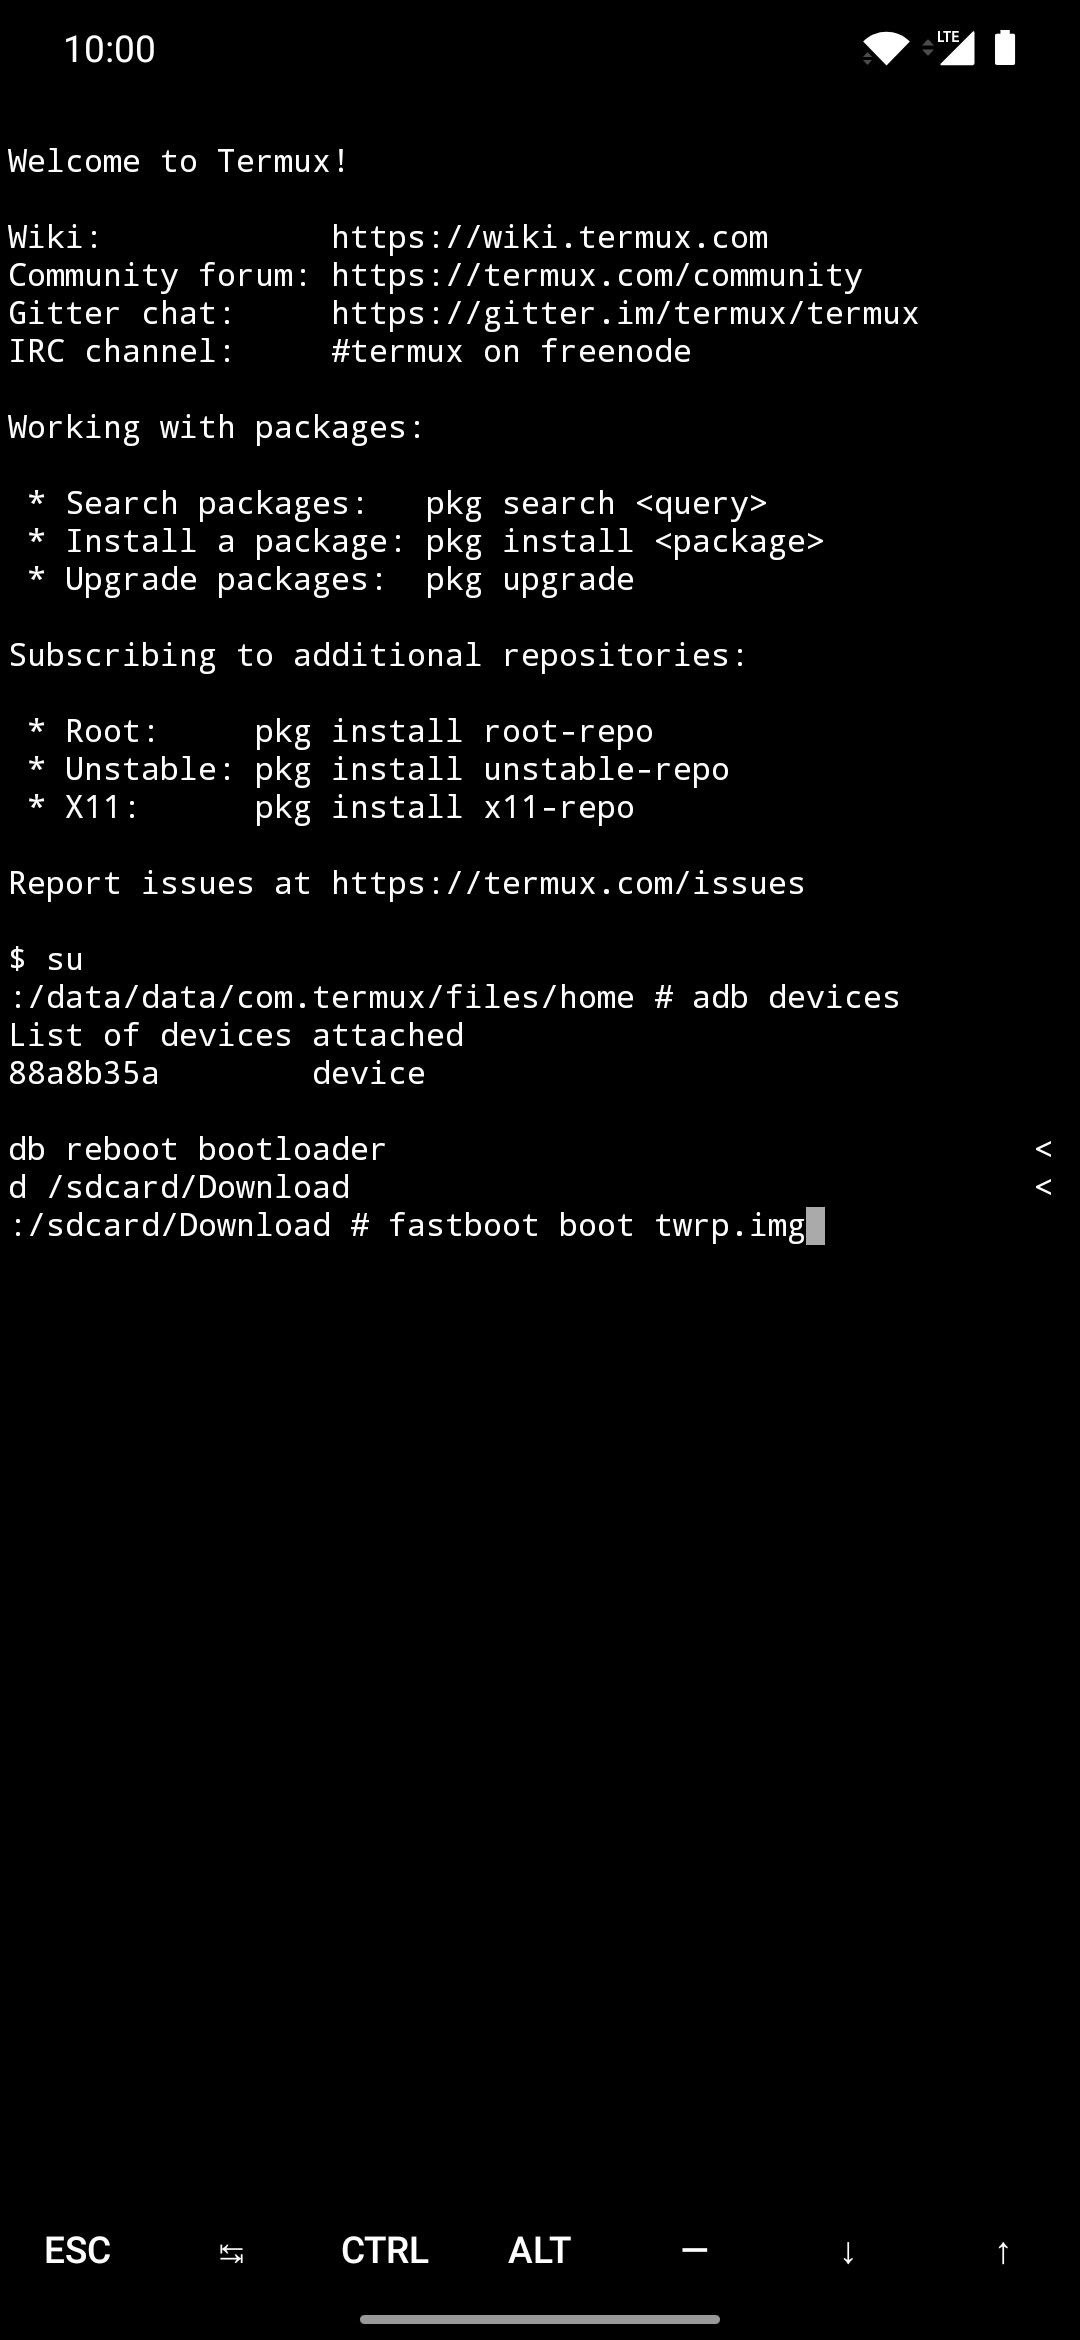 10:00
LTE
Welcome to Termux!
Wiki: https://wiki.termux.com
Community forum: https://termux.com/community
Gitter chat: https://gitter.im/termux/termux
IRC channel: #termux on freenode
Working with packages:
* Search packages: pkg search <query>
* Install a package: pkg install <package>
* Upgrade packages: pkg upgrade
Subscribing to additional repositories:
* Root: pkg install root-repo
* Unstable: pkg install unstable-repo
* X11: pkg install x11-repo
Report issues at https://termux.com/issues
$ su
:/data/data/com.termux/files/home # adb devices
List of devices attached
88a8b35a device
db reboot bootloader <
d /sdcard/Download <
:/sdcard/Download # fastboot boot twrp.img
ESC ↹ CTRL ALT — ↓ ↑